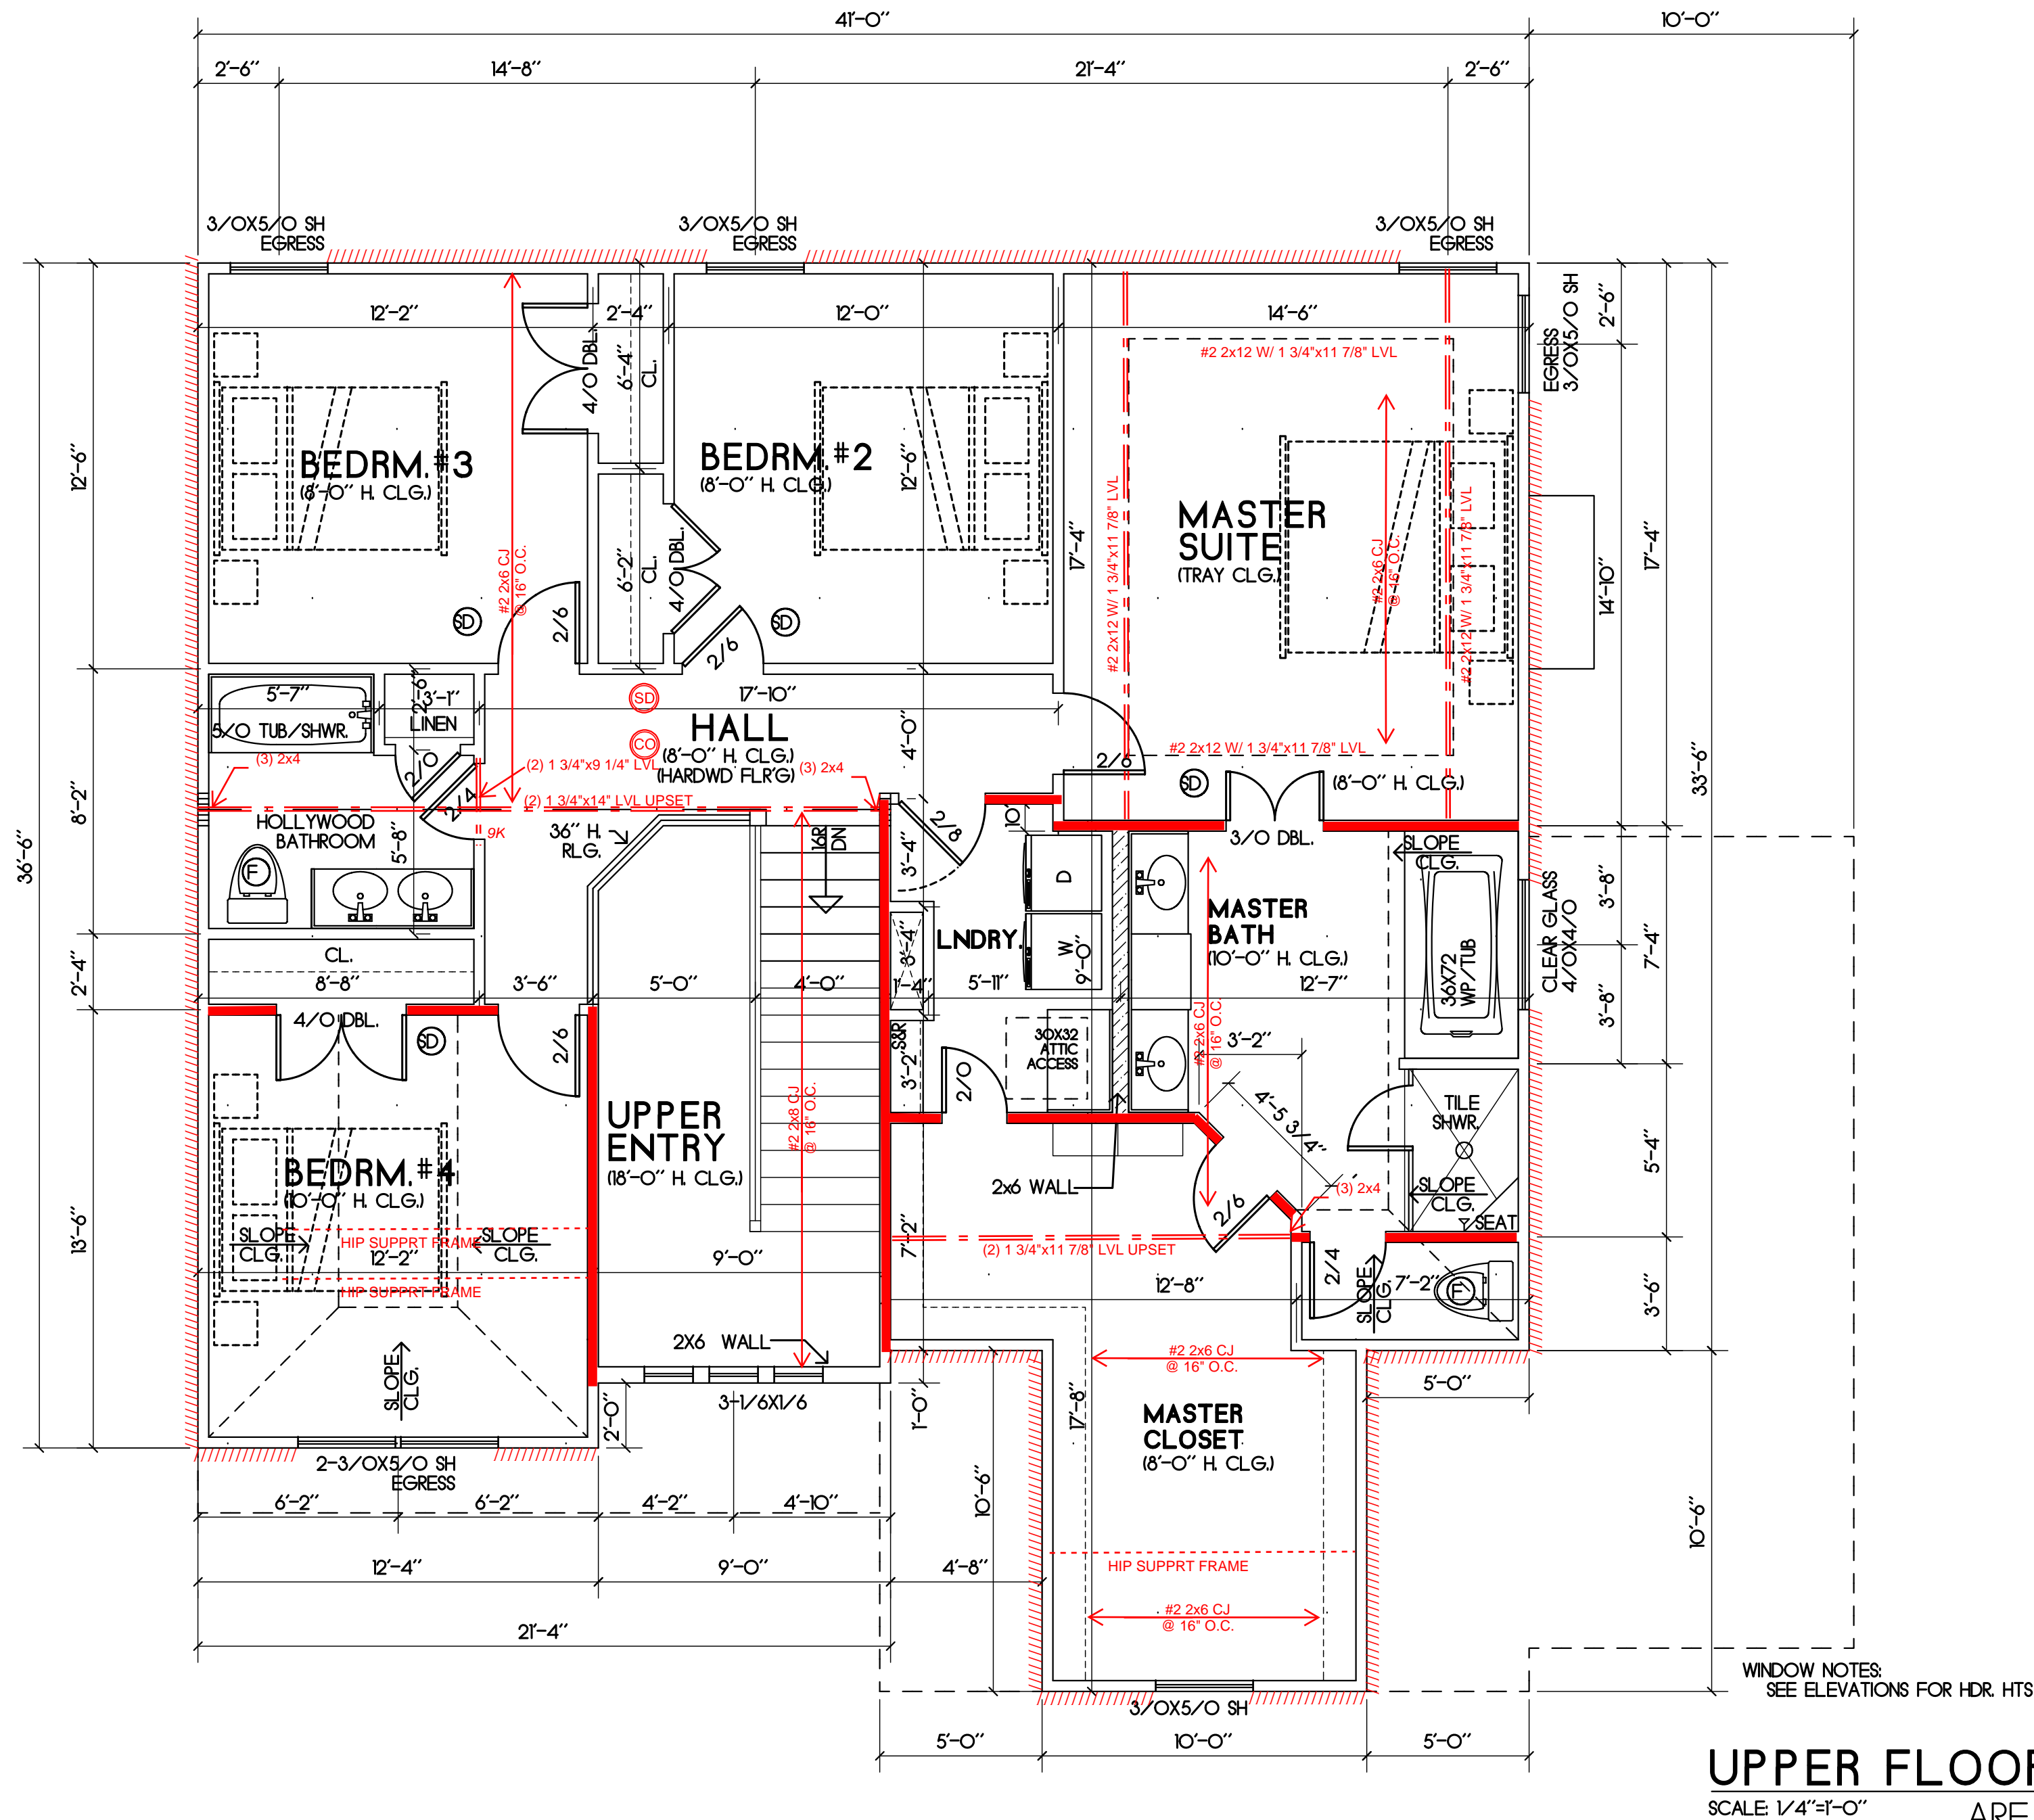 41'-0"
10'-0"
2'-6"
14'-8"
21'-4"
2'-6"
3/0X5/0 SH
EGRESS
3/0X5/0 SH
EGRESS
3/0X5/0 SH
EGRESS
12'-2"
2'-4"
12'-0"
14'-6"
EGRESS
3/0X5/0 SH
2'-6"
4/0 DBL.
6'-4"
CL.
#2 2x12 W/ 1 3/4"x11 7/8" LVL
BEDRM. #3
(8'-0" H. CLG.)
BEDRM. #2
(8'-0" H. CLG.)
12'-6"
12'-6"
MASTER
SUITE
(TRAY CLG.)
17'-4"
17'-4"
33'-6"
14'-10"
#2 2x6 CJ
@ 16" O.C.
6'-2"
CL.
4/0 DBL.
#2 2x12 W/ 1 3/4"x11 7/8" LVL
#2 2x6 CJ
@ 16" O.C.
#2 2x12 W/ 1 3/4"x11 7/8" LVL
SD
2/6
SD
2/6
5'-7"
5/0 TUB/SHWR.
2'-6"
3'-1"
LINEN
SD
17'-10"
HALL
(8'-0" H. CLG.)
(HARDWD FLR'G)
CO
4'-0"
#2 2x12 W/ 1 3/4"x11 7/8" LVL
2/6
SD
(8'-0" H. CLG.)
(3) 2x4
2/0
(2) 1 3/4"x9 1/4" LVL
(3) 2x4
2/4
(2) 1 3/4"x14" LVL UPSET
9K
8'-2"
36'-6"
HOLLYWOOD
BATHROOM
5'-8"
36" H.
RLG.
16R
DN
2/8
3'-4"
10"
3/0 DBL.
SLOPE
CLG.
F
D
MASTER
BATH
(10'-0" H. CLG.)
CLEAR GLASS
4/0X4/0
3'-8"
7'-4"
3'-8"
LNDRY.
W
9'-0"
36X72
WP/TUB
3'-4"
CL.
2'-4"
8'-8"
3'-6"
5'-0"
4'-0"
1'-4"
5'-11"
12'-7"
4/0 DBL.
SD
2/6
S&R
3'-2"
2/0
30X32
ATTIC
ACCESS
#2 2x6 CJ
@ 16" O.C.
3'-2"
4'-5 3/4"
TILE
SHWR.
5'-4"
UPPER
ENTRY
(18'-0" H. CLG.)
#2 2x8 CJ
@ 16" O.C.
BEDRM. #4
(10'-0" H. CLG.)
13'-6"
2x6 WALL
2/6
(3) 2x4
SLOPE
CLG.
SEAT
SLOPE
CLG.
SLOPE
CLG.
HIP SUPPRT FRAME
12'-2"
HIP SUPPRT FRAME
9'-0"
7'-2"
(2) 1 3/4"x11 7/8" LVL UPSET
12'-8"
2/4
SLOPE
CLG.
7'-2"
F
3'-6"
SLOPE
CLG.
2X6 WALL
#2 2x6 CJ
@ 16" O.C.
3-1/6X1/6
2'-0"
1'-0"
17'-8"
5'-0"
MASTER
CLOSET
(8'-0" H. CLG.)
2-3/0X5/0 SH
EGRESS
6'-2"
6'-2"
4'-2"
4'-10"
10'-6"
10'-6"
12'-4"
9'-0"
4'-8"
HIP SUPPRT FRAME
#2 2x6 CJ
@ 16" O.C.
21'-4"
3/0X5/0 SH
WINDOW NOTES:
SEE ELEVATIONS FOR HDR. HTS
5'-0"
10'-0"
5'-0"
UPPER FLOOR
SCALE: 1/4"=1'-0"
ARE